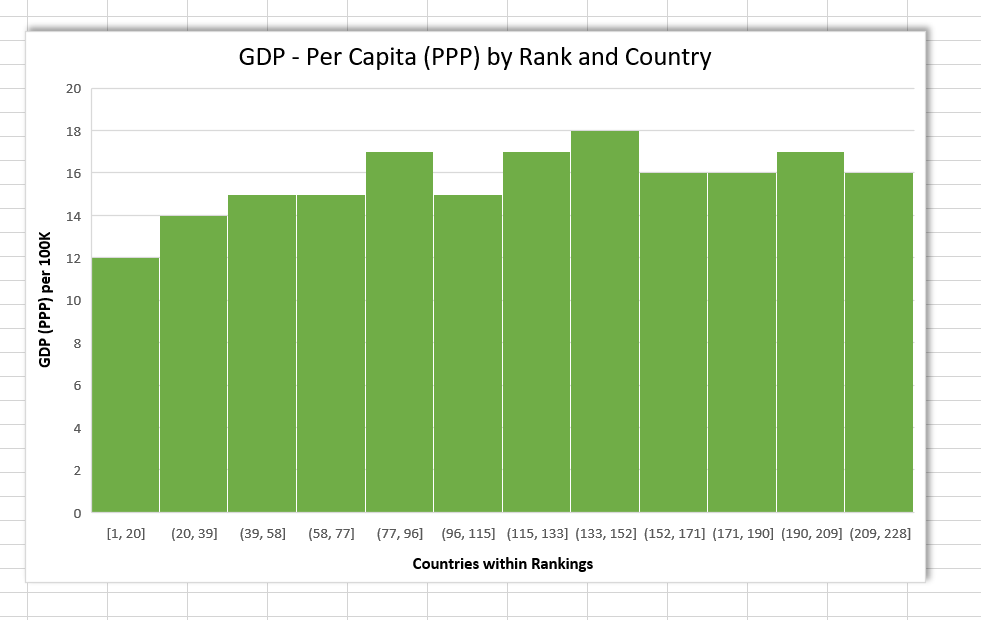 GDP - Per Capita (PPP) by Rank and Country
20
18
16
14
12
10
8
6
4
2
0
GDP (PPP) per 100K
[1, 20] (20, 39] (39, 58] (58, 77] (77, 96] (96, 115] (115, 133] (133, 152] (152, 171] (171, 190] (190, 209] (209, 228]
Countries within Rankings